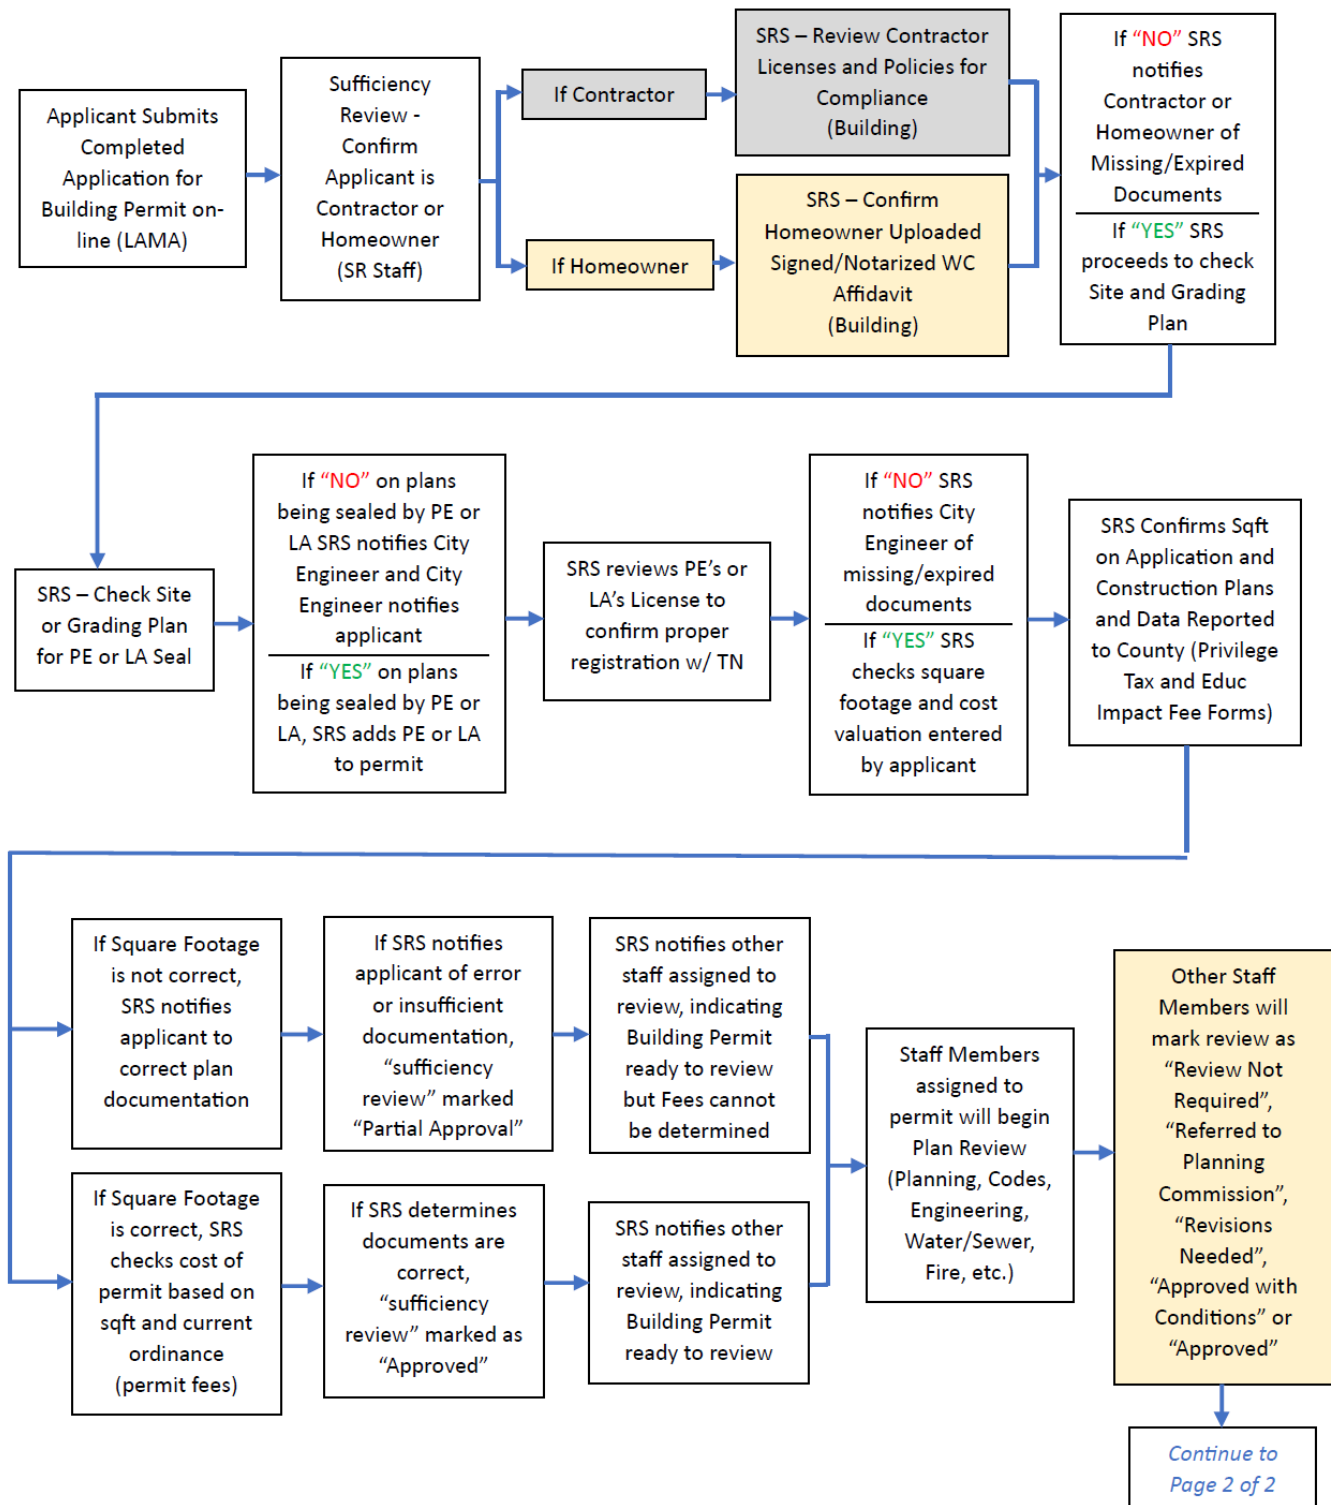 Applicant Submits
Completed
Application for
Building Permit on-
line (LAMA)
Sufficiency
Review -
Confirm
Applicant is
Contractor or
Homeowner
(SR Staff)
If Contractor
SRS – Review Contractor
Licenses and Policies for
Compliance
(Building)
If Homeowner
SRS – Confirm
Homeowner Uploaded
Signed/Notarized WC
Affidavit
(Building)
If “NO” SRS
notifies
Contractor or
Homeowner of
Missing/Expired
Documents
If “YES” SRS
proceeds to check
Site and Grading
Plan
SRS – Check Site
or Grading Plan
for PE or LA Seal
If “NO” on plans
being sealed by PE or
LA SRS notifies City
Engineer and City
Engineer notifies
applicant
If “YES” on plans
being sealed by PE or
LA, SRS adds PE or LA
to permit
SRS reviews PE’s or
LA’s License to
confirm proper
registration w/ TN
If “NO” SRS
notifies City
Engineer of
missing/expired
documents
If “YES” SRS
checks square
footage and cost
valuation entered
by applicant
SRS Confirms Sqft
on Application and
Construction Plans
and Data Reported
to County (Privilege
Tax and Educ
Impact Fee Forms)
If Square Footage
is not correct,
SRS notifies
applicant to
correct plan
documentation
If SRS notifies
applicant of error
or insufficient
documentation,
“sufficiency
review” marked
“Partial Approval”
SRS notifies other
staff assigned to
review, indicating
Building Permit
ready to review
but Fees cannot
be determined
If Square Footage
is correct, SRS
checks cost of
permit based on
sqft and current
ordinance
(permit fees)
If SRS determines
documents are
correct,
“sufficiency
review” marked as
“Approved”
SRS notifies other
staff assigned to
review, indicating
Building Permit
ready to review
Staff Members
assigned to
permit will begin
Plan Review
(Planning, Codes,
Engineering,
Water/Sewer,
Fire, etc.)
Other Staff
Members will
mark review as
“Review Not
Required”,
“Referred to
Planning
Commission”,
“Revisions
Needed”,
“Approved with
Conditions” or
“Approved”
Continue to
Page 2 of 2